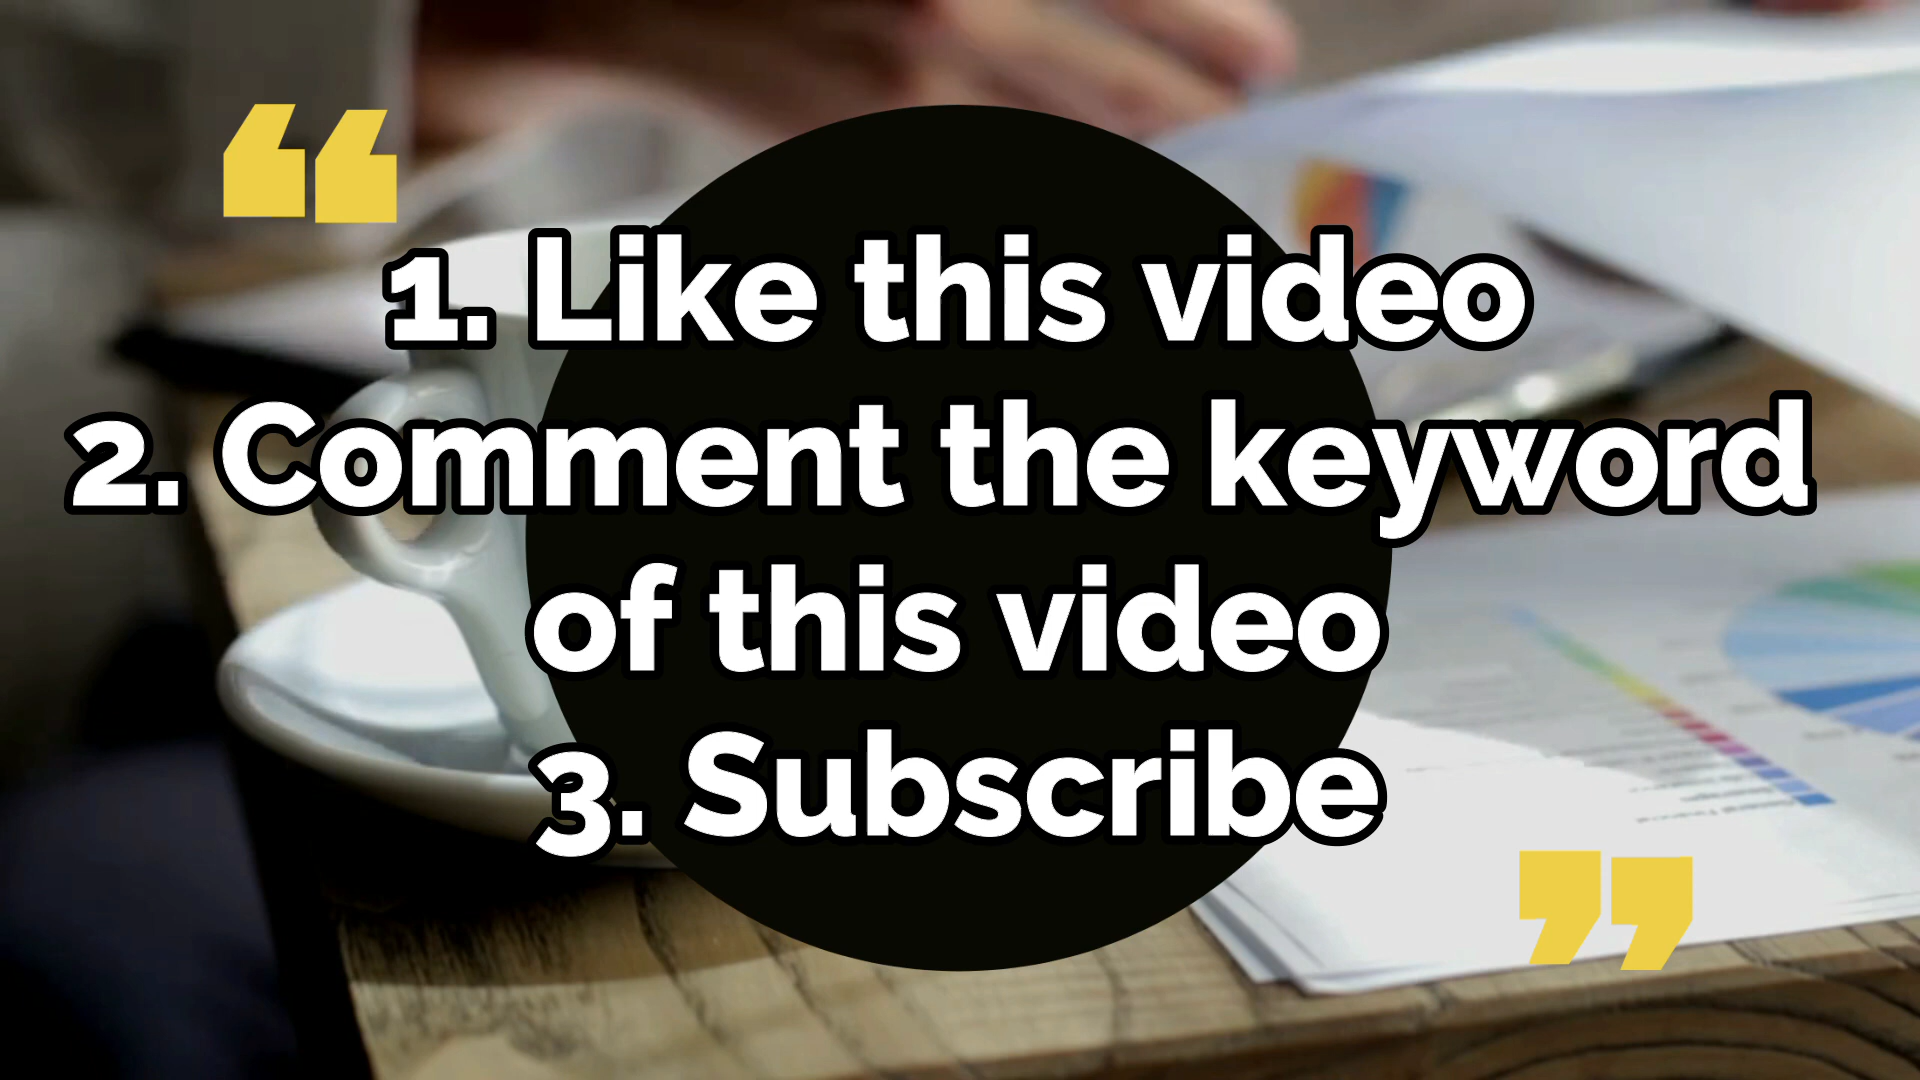 1. Like this video
2. Comment the keyword
of this video
3. Subscribe